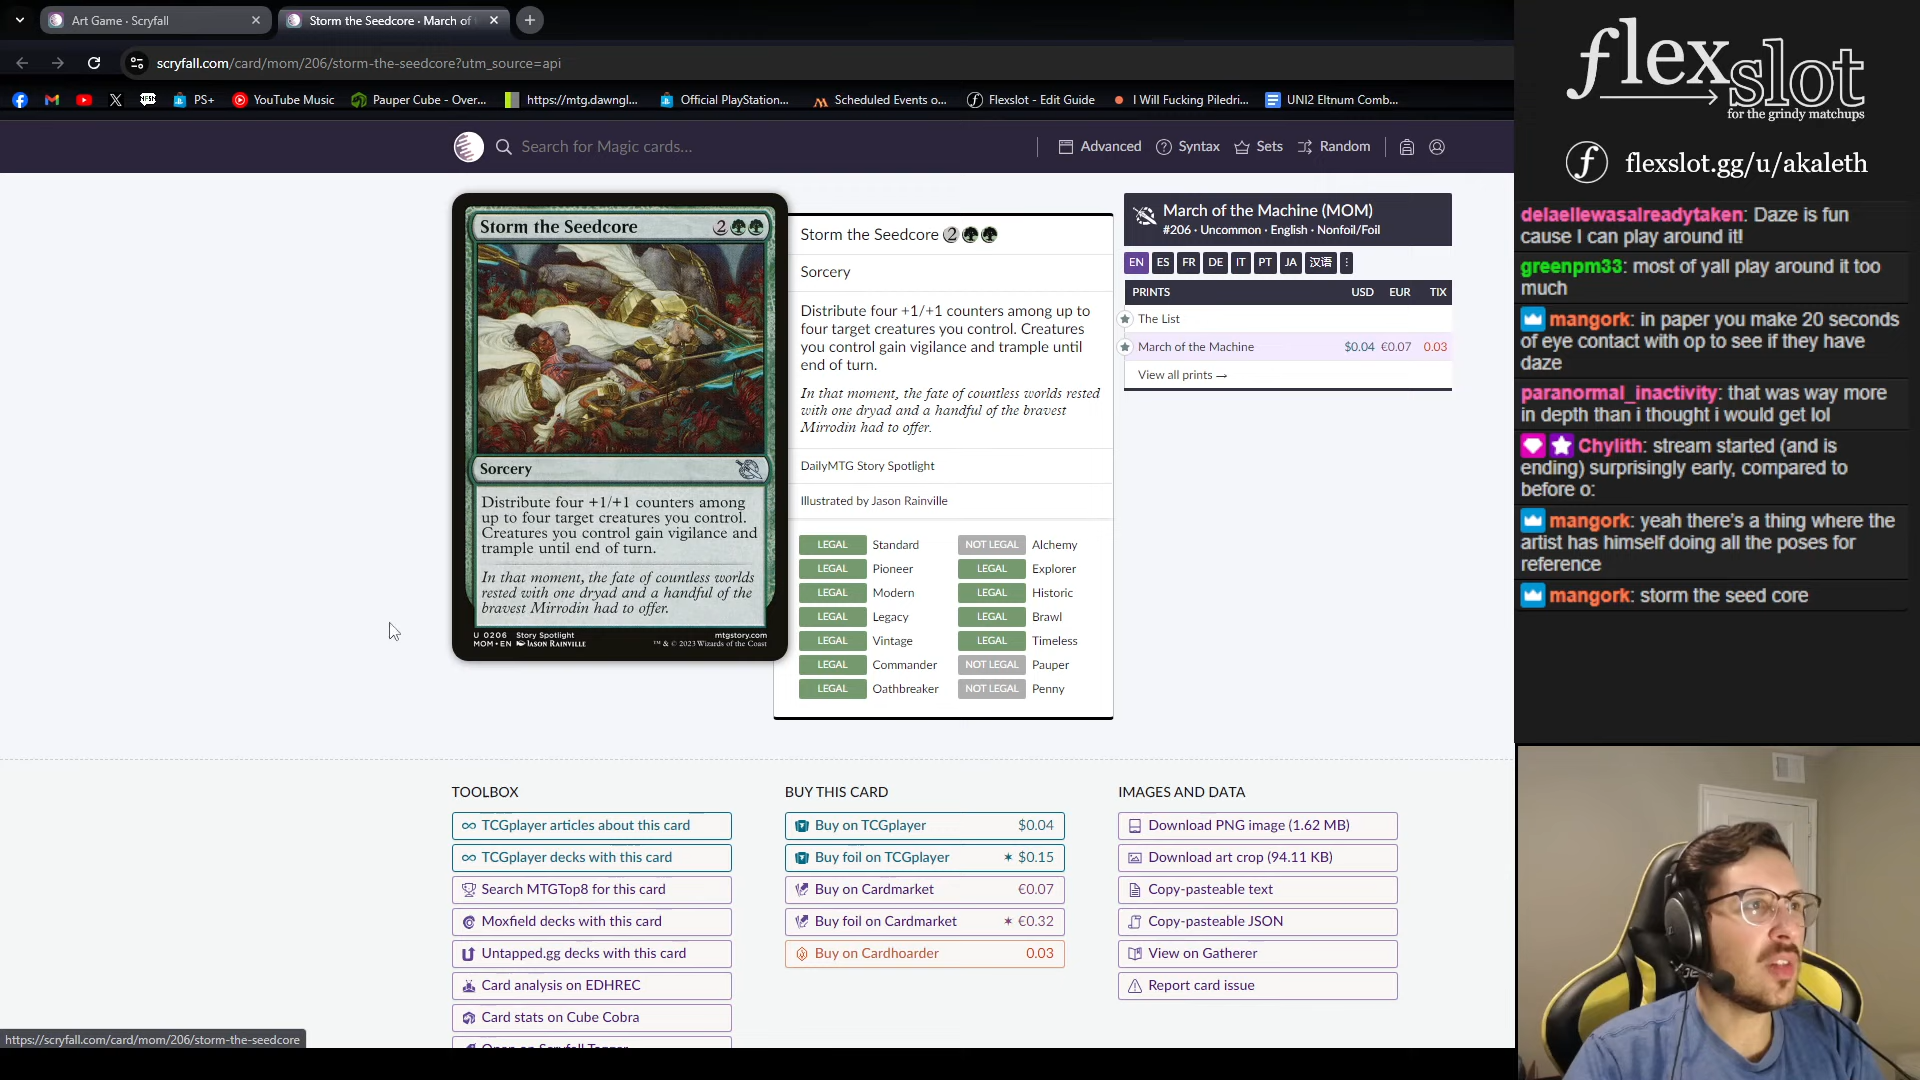 Art Game · Scryfall
Storm the Seedcore · March of
scryfall.com/card/mom/206/storm-the-seedcore?utm_source=api
PS+
YouTube Music
Pauper Cube - Over...
https://mtg.dawngl...
Official PlayStation...
Scheduled Events o...
Flexslot - Edit Guide
I Will Fucking Piledri...
UNI2 Eltnum Comb...
Search for Magic cards...
Advanced
Syntax
Sets
Random
Storm the Seedcore 2
Sorcery
Distribute four +1/+1 counters among
up to four target creatures you control.
Creatures you control gain vigilance and
trample until end of turn.
In that moment, the fate of countless worlds
rested with one dryad and a handful of the
bravest Mirrodin had to offer.
U 0206 Story Spotlight mtgstory.com
MOM • EN JASON RAINVILLE ™ & © 2023 Wizards of the Coast
Storm the Seedcore 2
Sorcery
Distribute four +1/+1 counters among up to
four target creatures you control. Creatures
you control gain vigilance and trample until
end of turn.
In that moment, the fate of countless worlds rested
with one dryad and a handful of the bravest
Mirrodin had to offer.
DailyMTG Story Spotlight
Illustrated by Jason Rainville
LEGAL Standard NOT LEGAL Alchemy
LEGAL Pioneer LEGAL Explorer
LEGAL Modern LEGAL Historic
LEGAL Legacy LEGAL Brawl
LEGAL Vintage LEGAL Timeless
LEGAL Commander NOT LEGAL Pauper
LEGAL Oathbreaker NOT LEGAL Penny
March of the Machine (MOM)
#206 · Uncommon · English · Nonfoil/Foil
EN ES FR DE IT PT JA 汉语
PRINTS USD EUR TIX
The List
March of the Machine $0.04 €0.07 0.03
View all prints →
TOOLBOX
TCGplayer articles about this card
TCGplayer decks with this card
Search MTGTop8 for this card
Moxfield decks with this card
Untapped.gg decks with this card
Card analysis on EDHREC
Card stats on Cube Cobra
BUY THIS CARD
Buy on TCGplayer $0.04
Buy foil on TCGplayer ✶ $0.15
Buy on Cardmarket €0.07
Buy foil on Cardmarket ✶ €0.32
Buy on Cardhoarder 0.03
IMAGES AND DATA
Download PNG image (1.62 MB)
Download art crop (94.11 KB)
Copy-pasteable text
Copy-pasteable JSON
View on Gatherer
Report card issue
https://scryfall.com/card/mom/206/storm-the-seedcore
flexslot
for the grindy matchups
f flexslot.gg/u/akaleth
delaellewasalreadytaken: Daze is fun
cause I can play around it!
greenpm33: most of yall play around it too
much
mangork: in paper you make 20 seconds
of eye contact with op to see if they have
daze
paranormal_inactivity: that was way more
in depth than i thought i would get lol
Chylith: stream started (and is
ending) surprisingly early, compared to
before o:
mangork: yeah there's a thing where the
artist has himself doing all the poses for
reference
mangork: storm the seed core